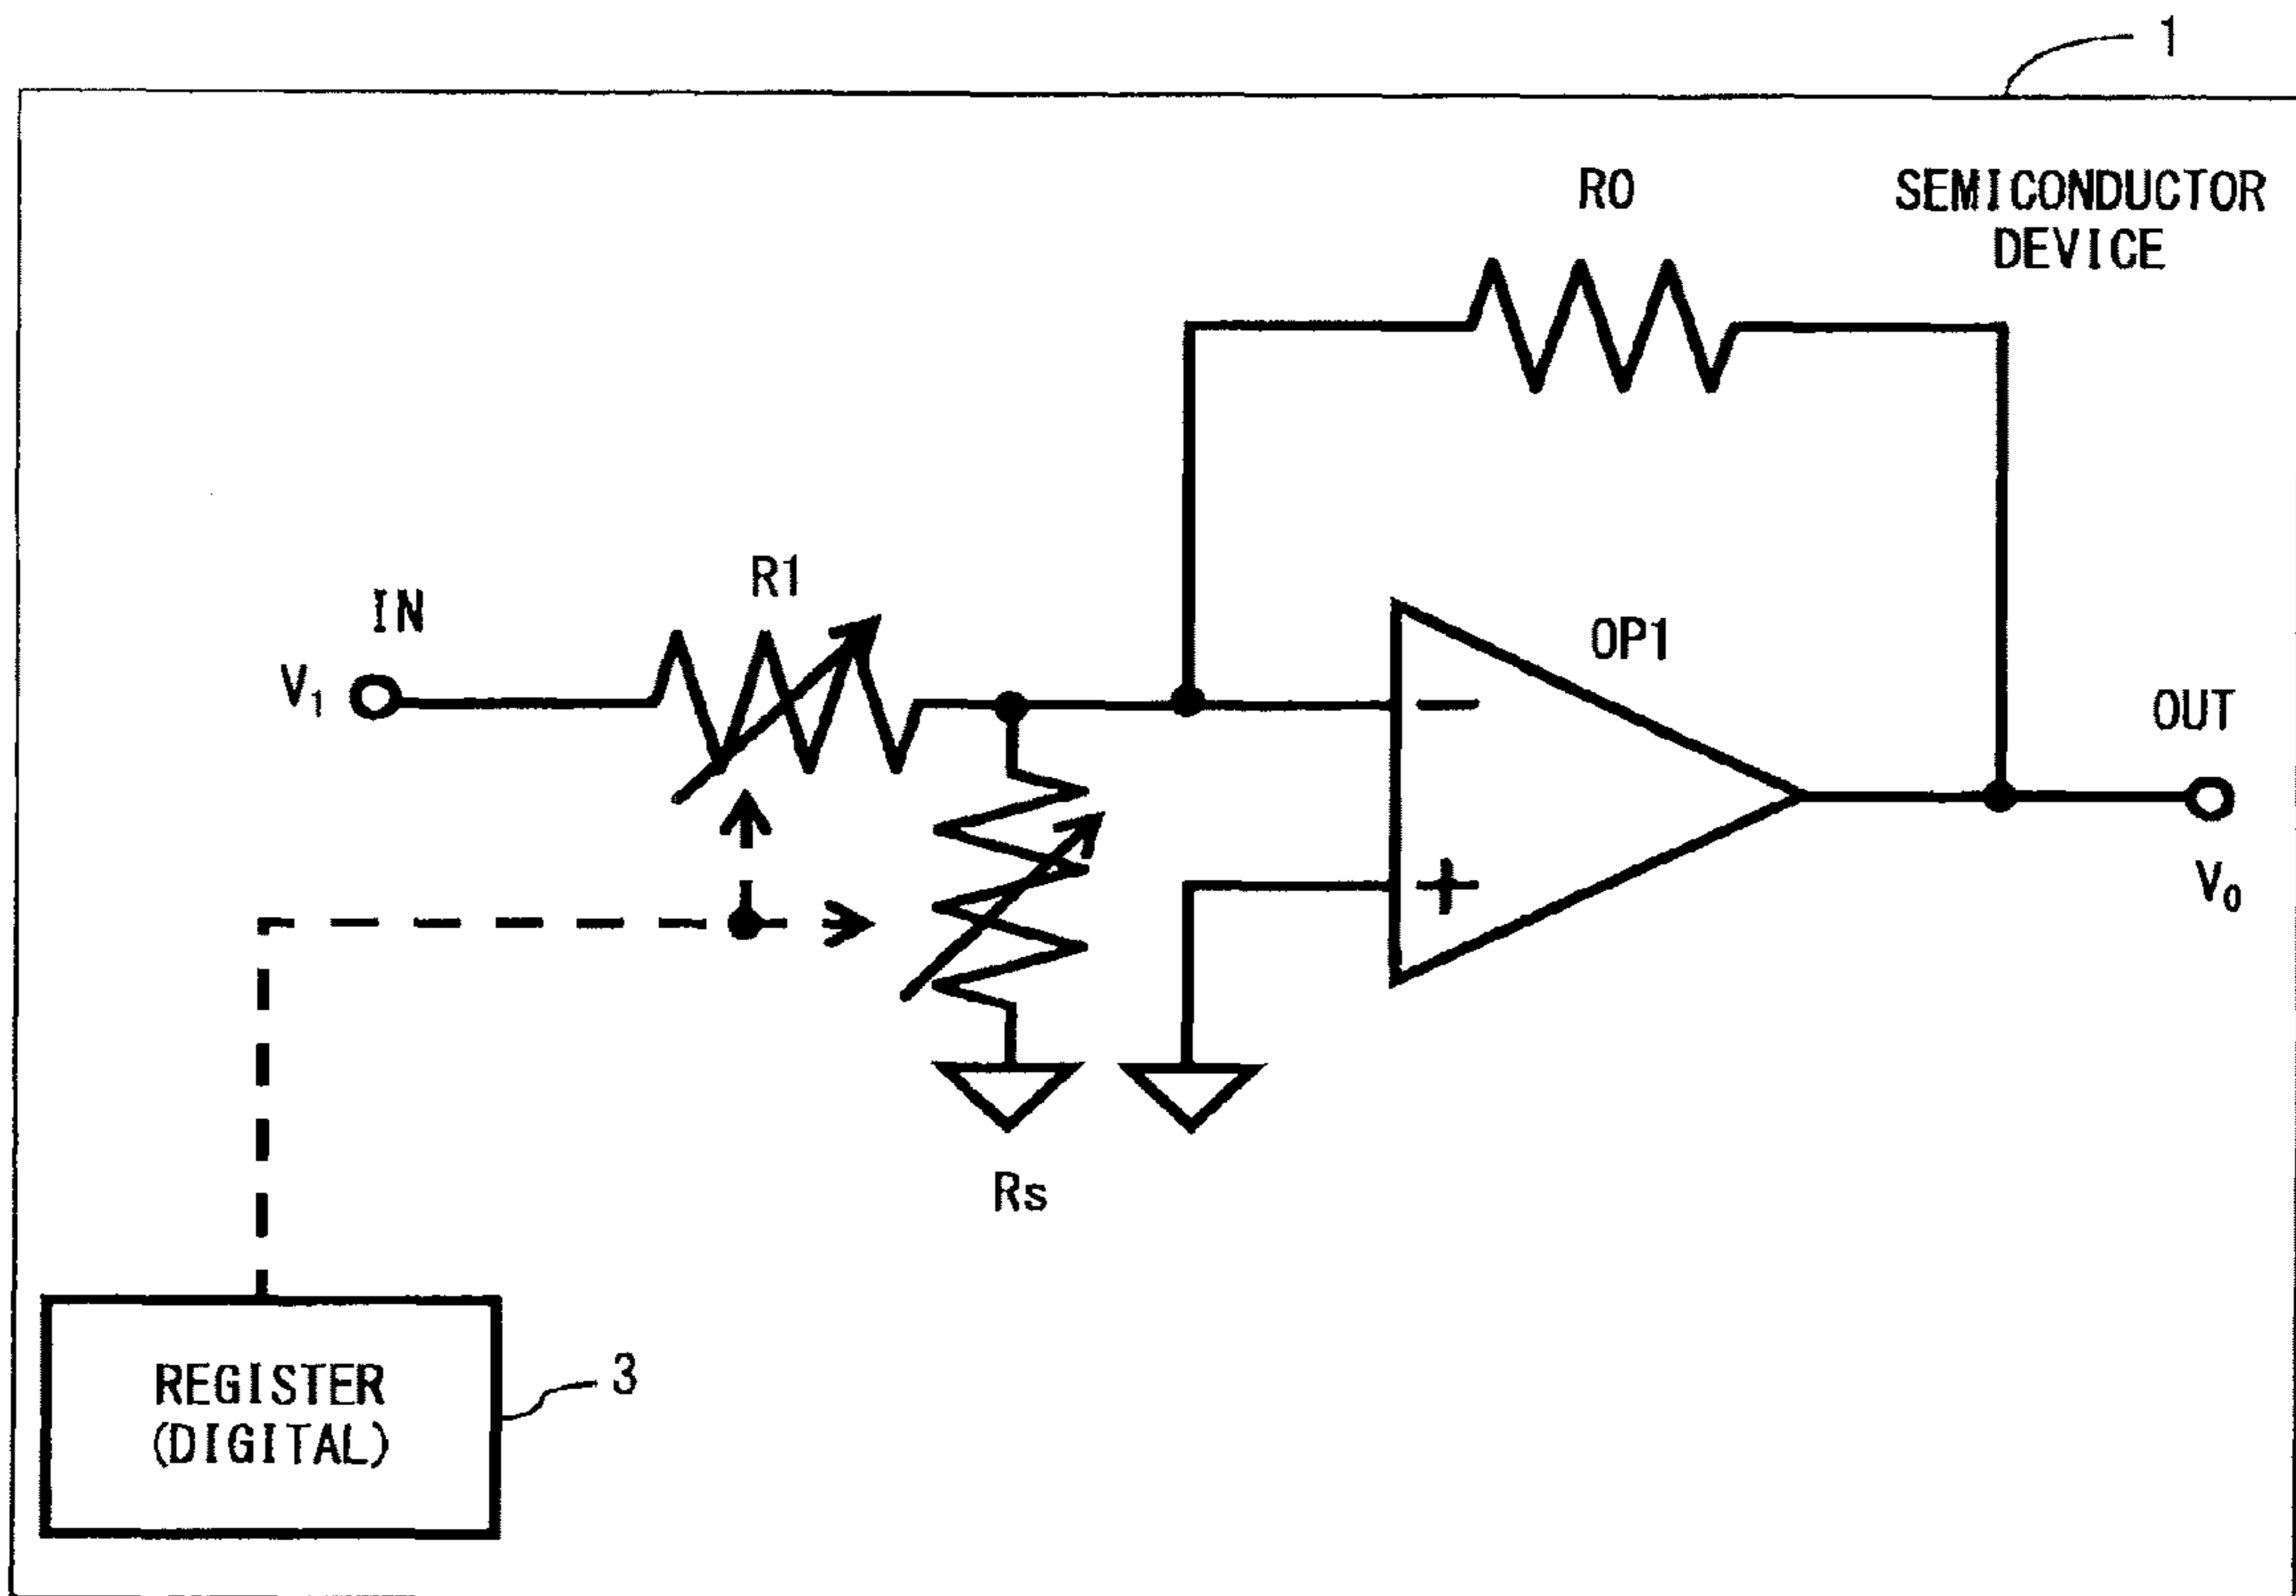 1
R0
SEMICONDUCTOR
DEVICE
R1
IN
V1
OP1
−
OUT
+
V0
Rs
REGISTER
(DIGITAL)
3